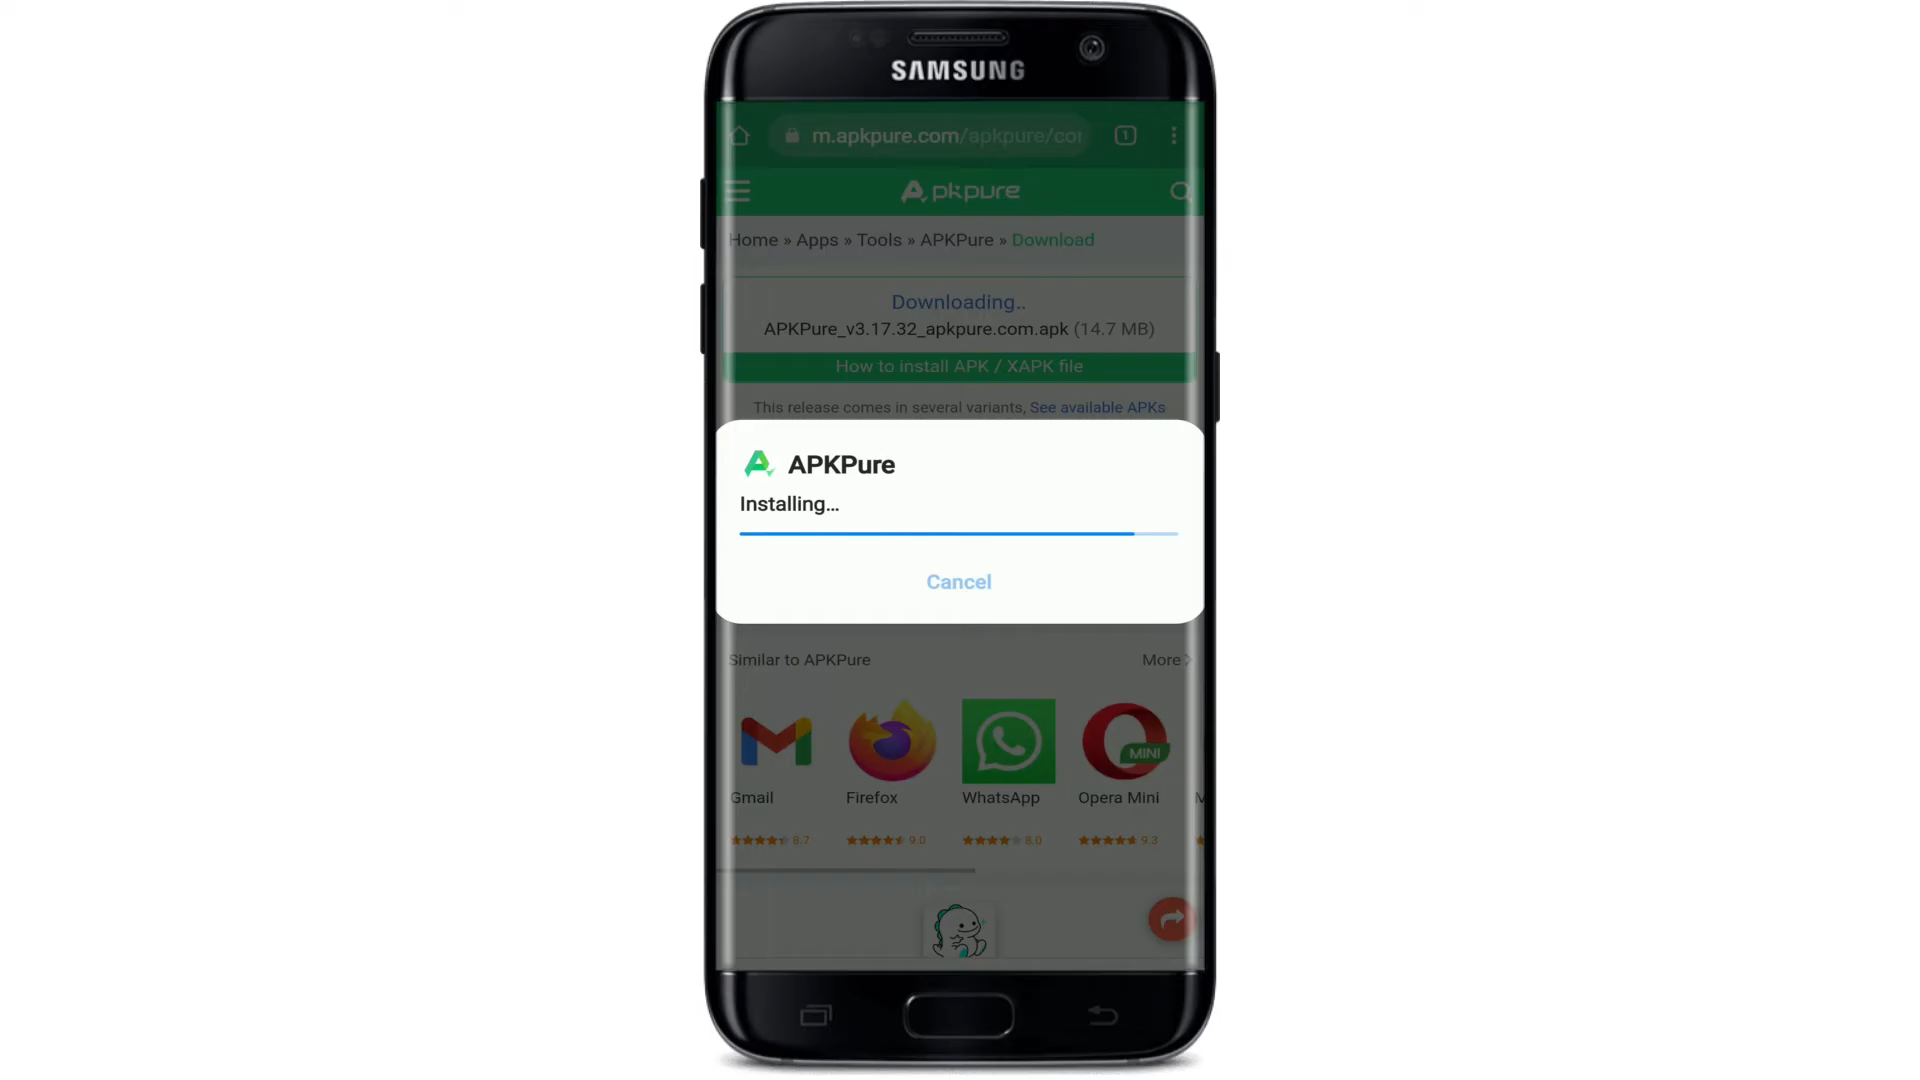 SAMSUNG
m.apkpure.com/apkpure/co
1
Apkpure
Home » Apps » Tools » APKPure » Download
Downloading..
APKPure_v3.17.32_apkpure.com.apk (14.7 MB)
How to install APK / XAPK file
This release comes in several variants, See available APKs
APKPure
Installing...
Cancel
Similar to APKPure
More
MINI
Gmail Firefox WhatsApp Opera Mini M
8.7 9.0 8.0 9.3